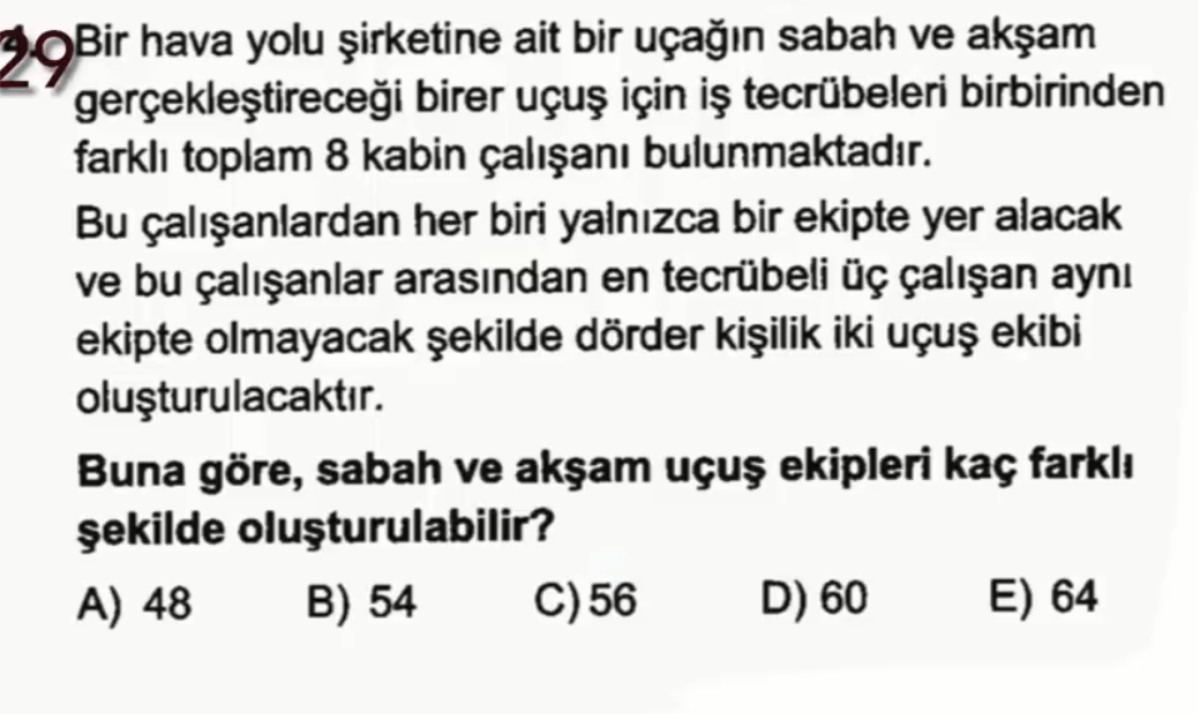 29 Bir hava yolu şirketine ait bir uçağın sabah ve akşam
gerçekleştireceği birer uçuş için iş tecrübeleri birbirinden
farklı toplam 8 kabin çalışanı bulunmaktadır.
Bu çalışanlardan her biri yalnızca bir ekipte yer alacak
ve bu çalışanlar arasından en tecrübeli üç çalışan aynı
ekipte olmayacak şekilde dörder kişilik iki uçuş ekibi
oluşturulacaktır.
Buna göre, sabah ve akşam uçuş ekipleri kaç farklı
şekilde oluşturulabilir?
A) 48 B) 54 C) 56 D) 60 E) 64